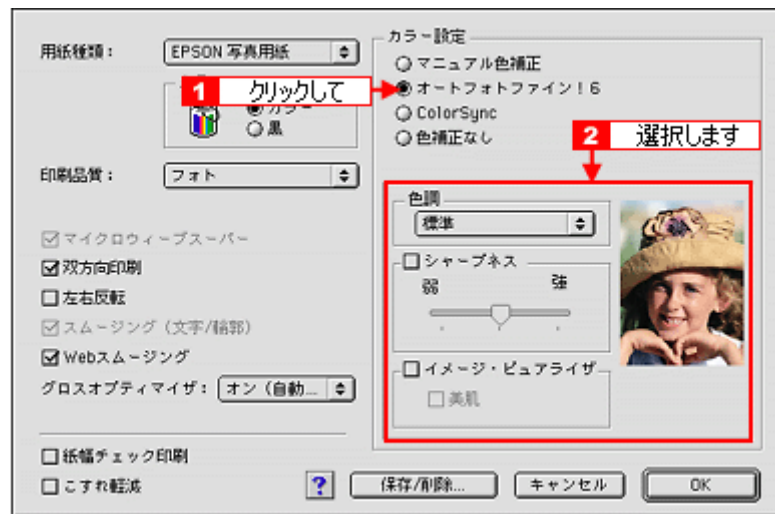 用紙種類：
EPSON 写真用紙
1 クリックして
カラー
黒
印刷品質：
フォト
マイクロウィーブスーパー
双方向印刷
左右反転
スムージング（文字/輪郭）
Webスムージング
グロスオプティマイザ：
オン（自動...
紙幅チェック印刷
こすれ軽減
カラー設定
マニュアル色補正
オートフォトファイン！6
ColorSync
色補正なし
2 選択します
色調
標準
シャープネス
弱 強
イメージ・ピュアライザ
美肌
?
保存/削除...
キャンセル
OK